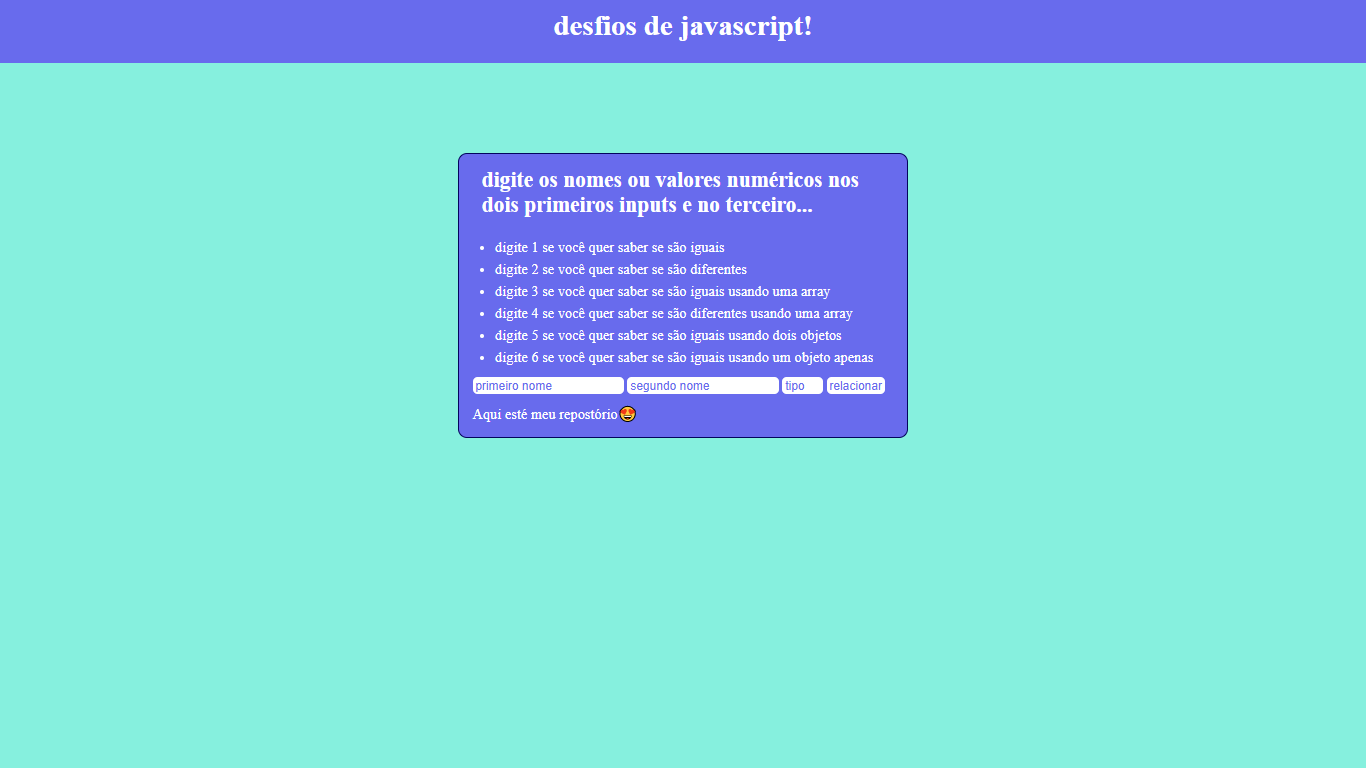 desfios de javascript!
digite os nomes ou valores numéricos nos
dois primeiros inputs e no terceiro...
digite 1 se você quer saber se são iguais
digite 2 se você quer saber se são diferentes
digite 3 se você quer saber se são iguais usando uma array
digite 4 se você quer saber se são diferentes usando uma array
digite 5 se você quer saber se são iguais usando dois objetos
digite 6 se você quer saber se são iguais usando um objeto apenas
primeiro nome segundo nome tipo relacionar
Aqui esté meu repostório😍